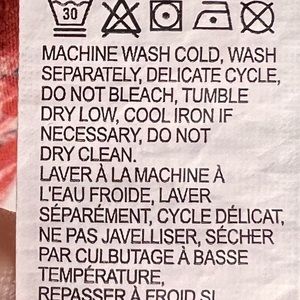 30
MACHINE WASH COLD, WASH
SEPARATELY, DELICATE CYCLE,
DO NOT BLEACH, TUMBLE
DRY LOW, COOL IRON IF
NECESSARY, DO NOT
DRY CLEAN.
LAVER À LA MACHINE À
L'EAU FROIDE, LAVER
SÉPARÉMENT, CYCLE DÉLICAT,
NE PAS JAVELLISER, SÉCHER
PAR CULBUTAGE À BASSE
TEMPÉRATURE,
REPASSER À FROID SI